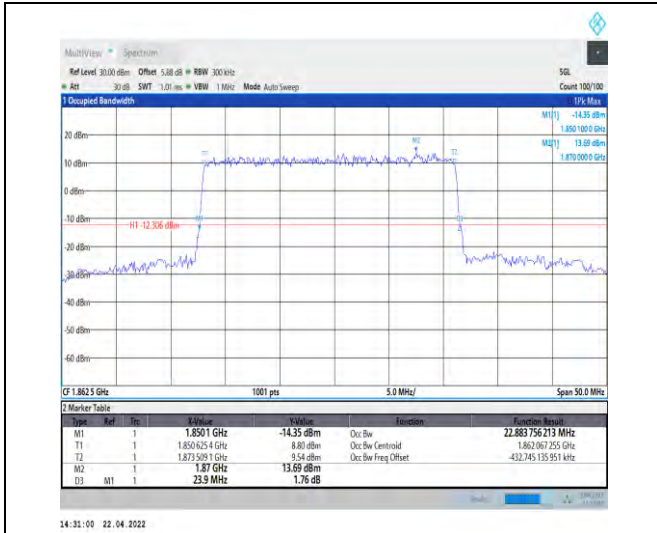 MultiView Spectrum
Ref Level 30.00 dBm Offset 5.88 dB RBW 300 kHz SGL
Att 30 dB SWT 1.01 ms VBW 1 MHz Mode Auto Sweep Count 100/100
1 Occupied Bandwidth 1Pk Max
M1[1] -14.35 dBm
1.850 100 0 GHz
M2[1] 13.69 dBm
1.870 000 0 GHz
20 dBm
10 dBm
T1 M2 T2
0 dBm
-10 dBm
H1 -12.306 dBm
-20 dBm
-30 dBm
-40 dBm
-50 dBm
-60 dBm
CF 1.862 5 GHz 1001 pts 5.0 MHz/ Span 50.0 MHz
2 Marker Table
Type Ref Trc X-Value Y-Value Function Function Result
M1 1 1.8501 GHz -14.35 dBm Occ Bw 22.883 756 213 MHz
T1 1 1.850 625 4 GHz 8.80 dBm Occ Bw Centroid 1.862 067 255 GHz
T2 1 1.873 509 1 GHz 9.54 dBm Occ Bw Freq Offset -432.745 135 951 kHz
M2 1 1.87 GHz 13.69 dBm
D3 M1 1 23.9 MHz 1.76 dB
14:31:00 22.04.2022